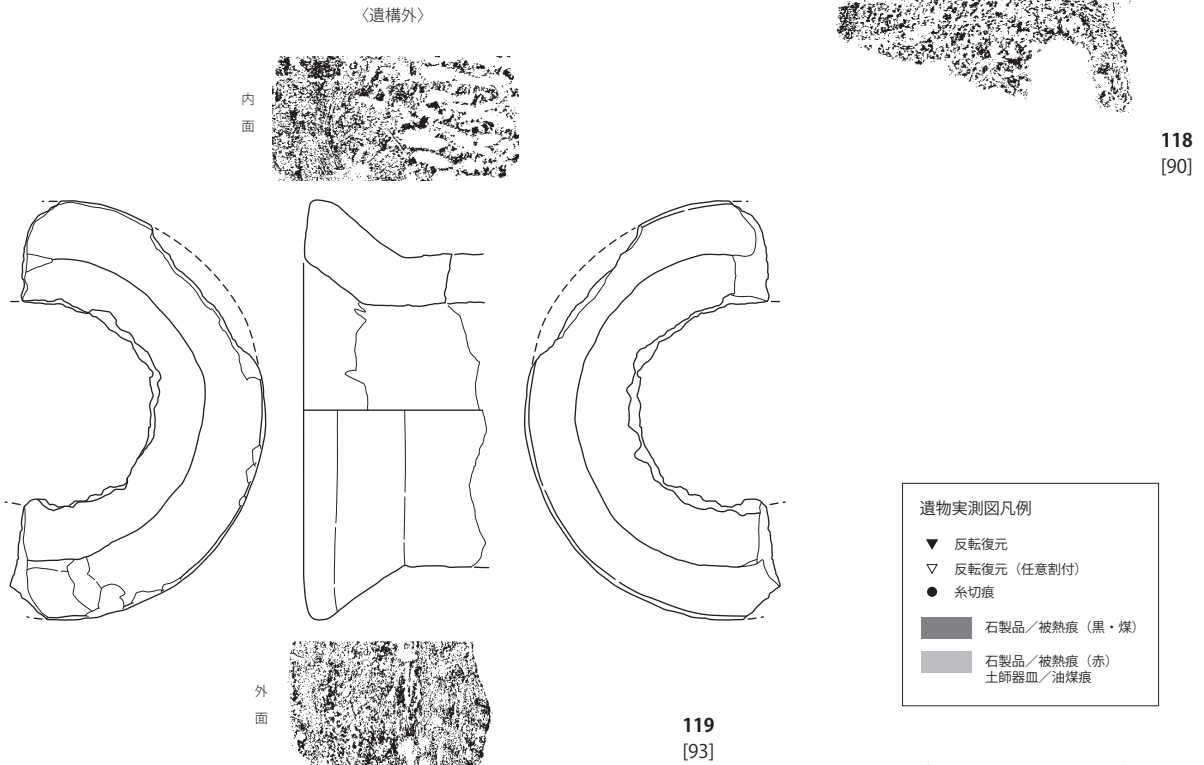 〈遺構外〉
内
面
118
[90]
遺物実測図凡例
▼ 反転復元
▽ 反転復元（任意割付）
● 糸切痕
石製品／被熱痕（黒・煤）
石製品／被熱痕（赤）
土師器皿／油煤痕
外
面
119
[93]